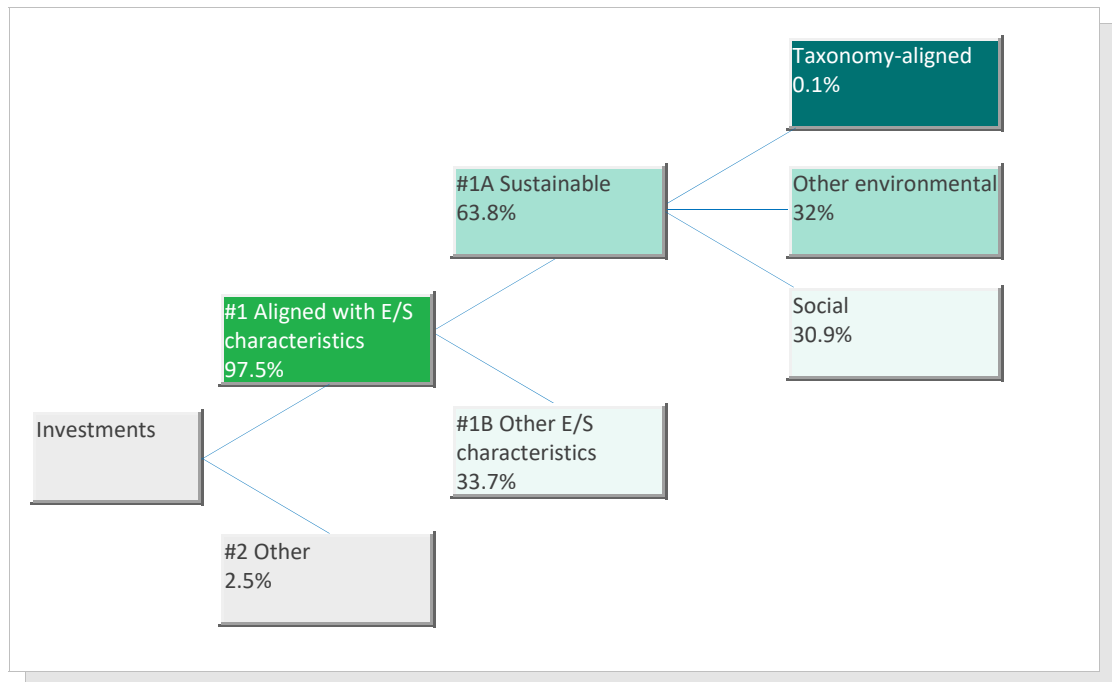 Taxonomy-aligned
0.1%
#1A Sustainable
63.8%
Other environmental
32%
Social
30.9%
#1 Aligned with E/S
characteristics
97.5%
#1B Other E/S
characteristics
33.7%
Investments
#2 Other
2.5%